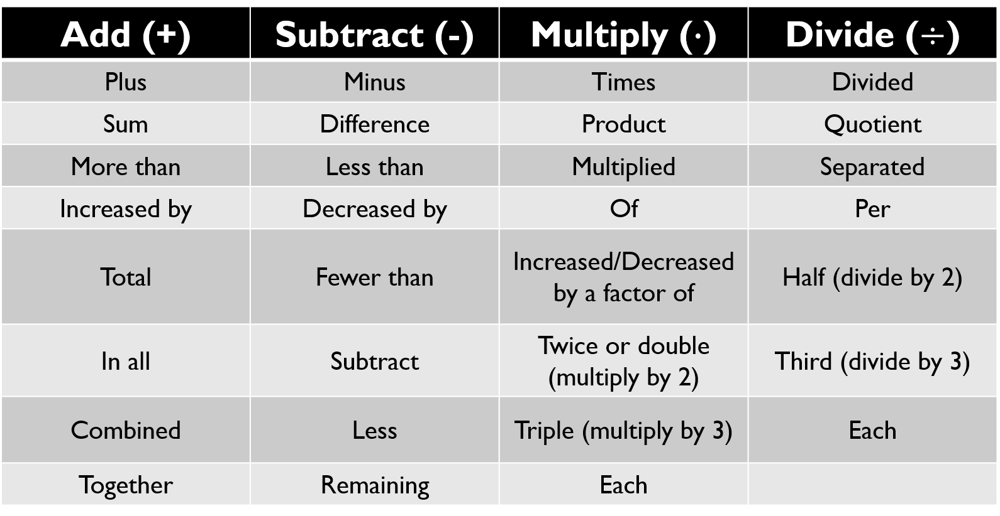 Add (+) Subtract (-) Multiply (·) Divide (÷)
Plus Minus Times Divided
Sum Difference Product Quotient
More than Less than Multiplied Separated
Increased by Decreased by Of Per
Total Fewer than Increased/Decreased
by a factor of Half (divide by 2)
In all Subtract Twice or double
(multiply by 2) Third (divide by 3)
Combined Less Triple (multiply by 3) Each
Together Remaining Each